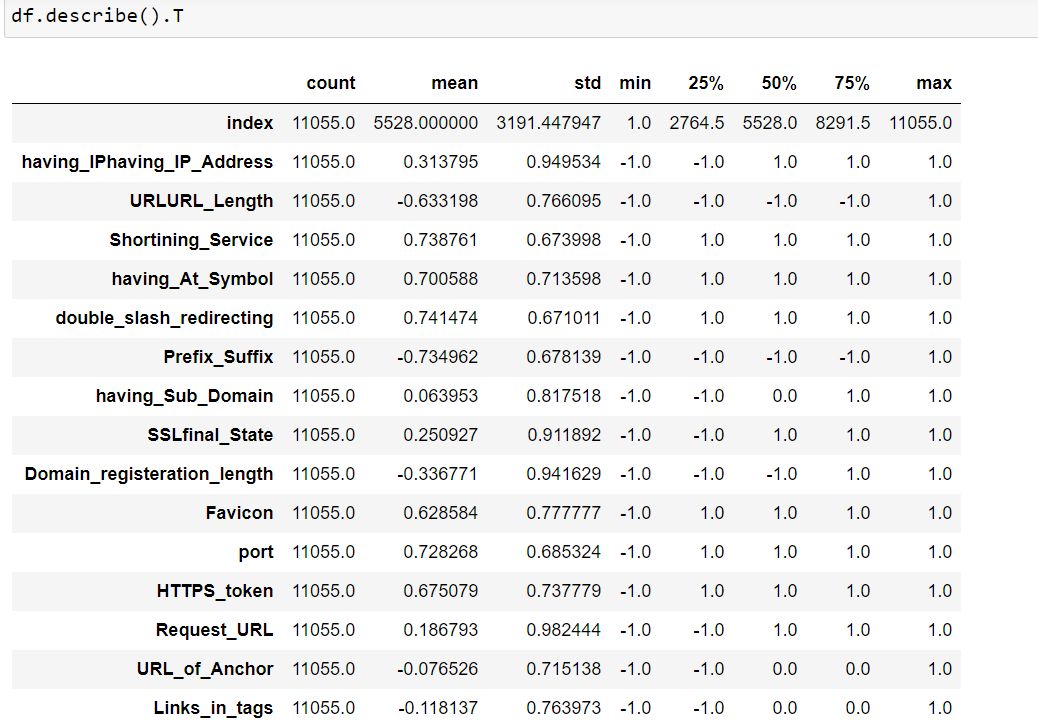 df.describe().T
count mean std min 25% 50% 75% max
index 11055.0 5528.000000 3191.447947 1.0 2764.5 5528.0 8291.5 11055.0
having_IPhaving_IP_Address 11055.0 0.313795 0.949534 -1.0 -1.0 1.0 1.0 1.0
URLURL_Length 11055.0 -0.633198 0.766095 -1.0 -1.0 -1.0 -1.0 1.0
Shortining_Service 11055.0 0.738761 0.673998 -1.0 1.0 1.0 1.0 1.0
having_At_Symbol 11055.0 0.700588 0.713598 -1.0 1.0 1.0 1.0 1.0
double_slash_redirecting 11055.0 0.741474 0.671011 -1.0 1.0 1.0 1.0 1.0
Prefix_Suffix 11055.0 -0.734962 0.678139 -1.0 -1.0 -1.0 -1.0 1.0
having_Sub_Domain 11055.0 0.063953 0.817518 -1.0 -1.0 0.0 1.0 1.0
SSLfinal_State 11055.0 0.250927 0.911892 -1.0 -1.0 1.0 1.0 1.0
Domain_registeration_length 11055.0 -0.336771 0.941629 -1.0 -1.0 -1.0 1.0 1.0
Favicon 11055.0 0.628584 0.777777 -1.0 1.0 1.0 1.0 1.0
port 11055.0 0.728268 0.685324 -1.0 1.0 1.0 1.0 1.0
HTTPS_token 11055.0 0.675079 0.737779 -1.0 1.0 1.0 1.0 1.0
Request_URL 11055.0 0.186793 0.982444 -1.0 -1.0 1.0 1.0 1.0
URL_of_Anchor 11055.0 -0.076526 0.715138 -1.0 -1.0 0.0 0.0 1.0
Links_in_tags 11055.0 -0.118137 0.763973 -1.0 -1.0 0.0 0.0 1.0